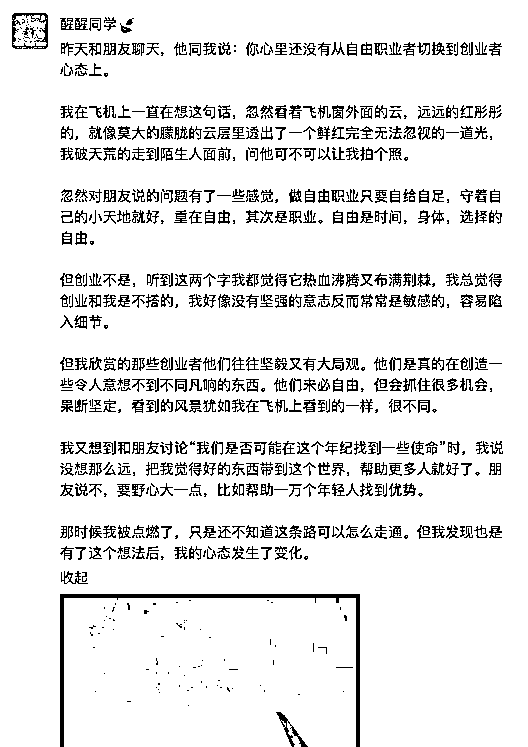 醒醒同学
昨天和朋友聊天，他同我说：你心里还没有从自由职业者切换到创业者
心态上。
我在飞机上一直在想这句话，忽然看着飞机窗外面的云，远远的红彤彤
的，就像莫大的朦胧的云层里透出了一个鲜红完全无法忽视的一道光，
我破天荒的走到陌生人面前，问他可不可以让我拍个照。
忽然对朋友说的问题有了一些感觉，做自由职业只要自给自足，守着自
己的小天地就好，重在自由，其次是职业。自由是时间，身体，选择的
自由。
但创业不是，听到这两个字我都觉得它热血沸腾又布满荆棘，我总觉得
创业和我是不搭的，我好像没有坚强的意志反而常常是敏感的，容易陷
入细节。
但我欣赏的那些创业者他们往往坚毅又有大局观。他们是真的在创造一
些令人意想不到不同凡响的东西。他们未必自由，但会抓住很多机会，
果断坚定，看到的风景犹如我在飞机上看到的一样，很不同。
我又想到和朋友讨论“我们是否可能在这个年纪找到一些使命”时，我说
没想那么远，把我觉得好的东西带到这个世界，帮助更多人就好了。朋
友说不，要野心大一点，比如帮助一万个年轻人找到优势。
那时候我被点燃了，只是还不知道这条路可以怎么走通。但我发现也是
有了这个想法后，我的心态发生了变化。
收起